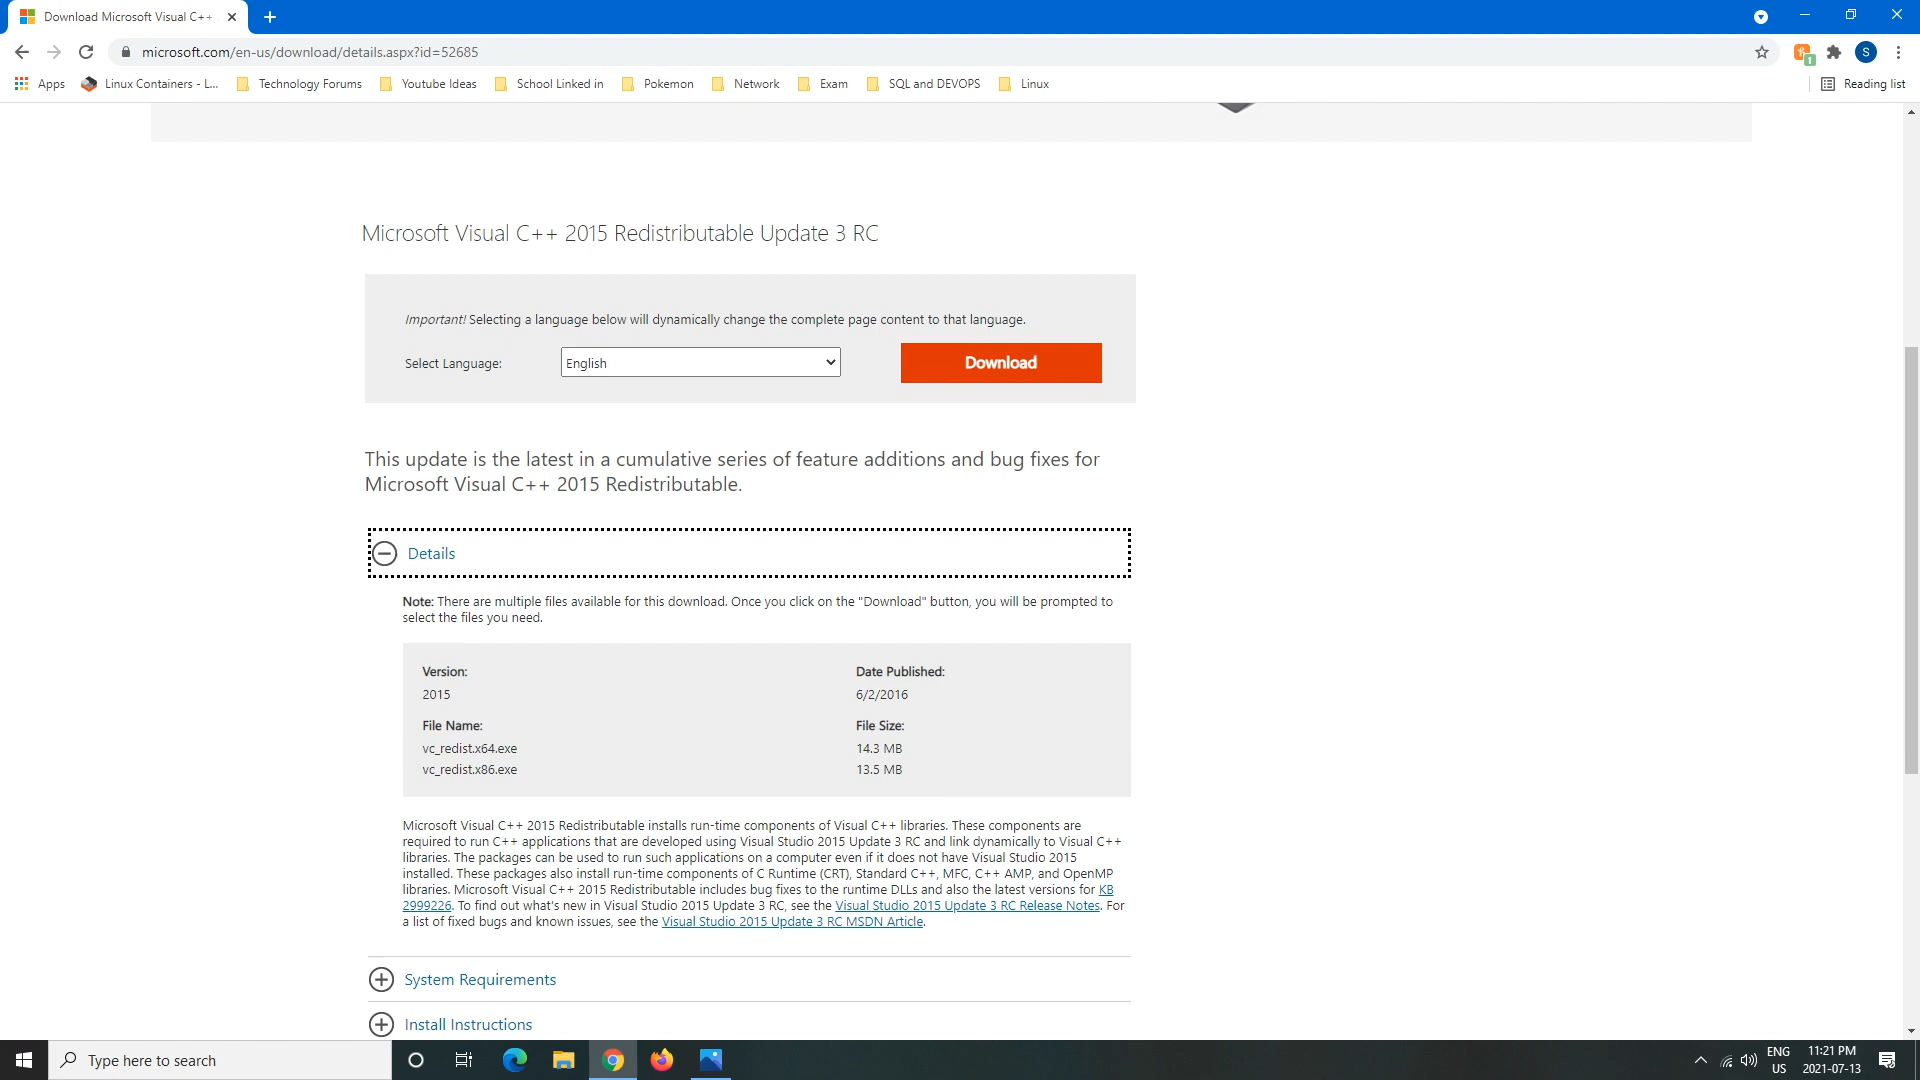 Download Microsoft Visual C++
microsoft.com/en-us/download/details.aspx?id=52685
1
S
Apps
Linux Containers - L...
Technology Forums
Youtube Ideas
School Linked in
Pokemon
Network
Exam
SQL and DEVOPS
Linux
Reading list
Microsoft Visual C++ 2015 Redistributable Update 3 RC
Important! Selecting a language below will dynamically change the complete page content to that language.
Select Language:
English
Download
This update is the latest in a cumulative series of feature additions and bug fixes for
Microsoft Visual C++ 2015 Redistributable.
Details
Note: There are multiple files available for this download. Once you click on the "Download" button, you will be prompted to
select the files you need.
Version:
2015
Date Published:
6/2/2016
File Name:
vc_redist.x64.exe
vc_redist.x86.exe
File Size:
14.3 MB
13.5 MB
Microsoft Visual C++ 2015 Redistributable installs run-time components of Visual C++ libraries. These components are
required to run C++ applications that are developed using Visual Studio 2015 Update 3 RC and link dynamically to Visual C++
libraries. The packages can be used to run such applications on a computer even if it does not have Visual Studio 2015
installed. These packages also install run-time components of C Runtime (CRT), Standard C++, MFC, C++ AMP, and OpenMP
libraries. Microsoft Visual C++ 2015 Redistributable includes bug fixes to the runtime DLLs and also the latest versions for KB
2999226. To find out what's new in Visual Studio 2015 Update 3 RC, see the Visual Studio 2015 Update 3 RC Release Notes. For
a list of fixed bugs and known issues, see the Visual Studio 2015 Update 3 RC MSDN Article.
System Requirements
Install Instructions
Type here to search
ENG
US
11:21 PM
2021-07-13